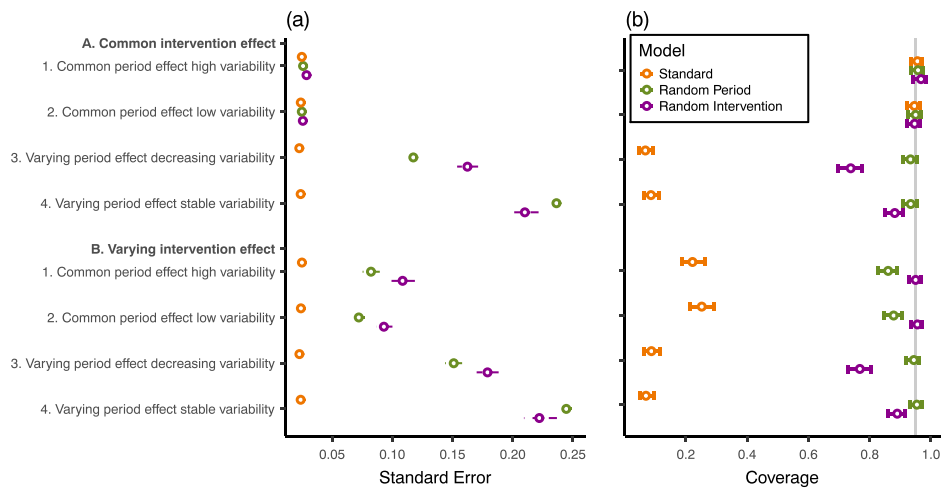 (a)
(b)
A. Common intervention effect
1. Common period effect high variability
2. Common period effect low variability
3. Varying period effect decreasing variability
4. Varying period effect stable variability
B. Varying intervention effect
1. Common period effect high variability
2. Common period effect low variability
3. Varying period effect decreasing variability
4. Varying period effect stable variability
Model
Standard
Random Period
Random Intervention
0.05 0.10 0.15 0.20 0.25
Standard Error
0.2 0.4 0.6 0.8 1.0
Coverage